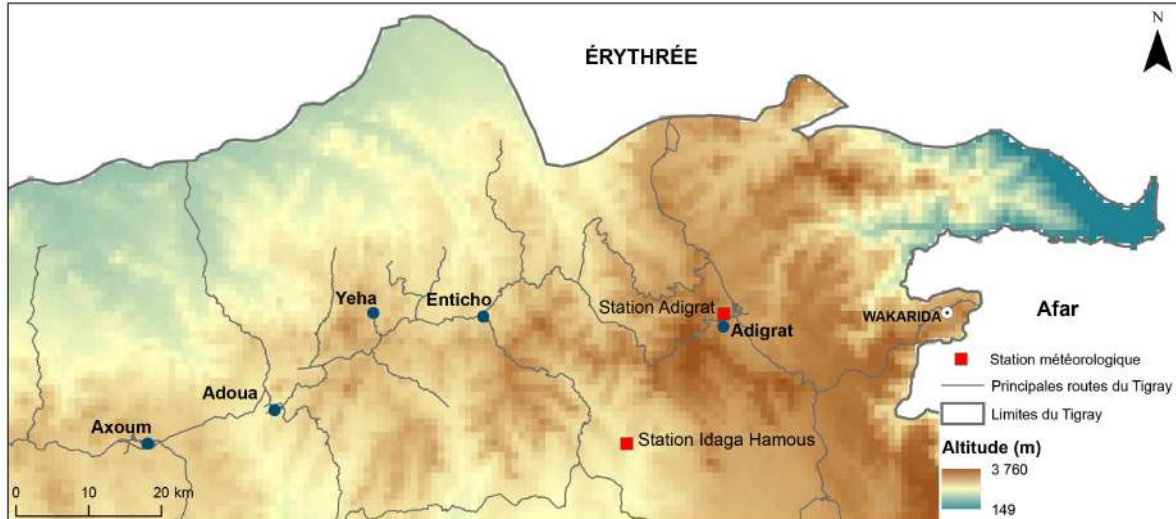 N
ÉRYTHRÉE
Yeha
Enticho
Station Adigrat
Adigrat
WAKARIDA
Afar
Station météorologique
Principales routes du Tigray
Limites du Tigray
Adoua
Axoum
Station Idaga Hamous
Altitude (m)
3 760
149
0 10 20 km